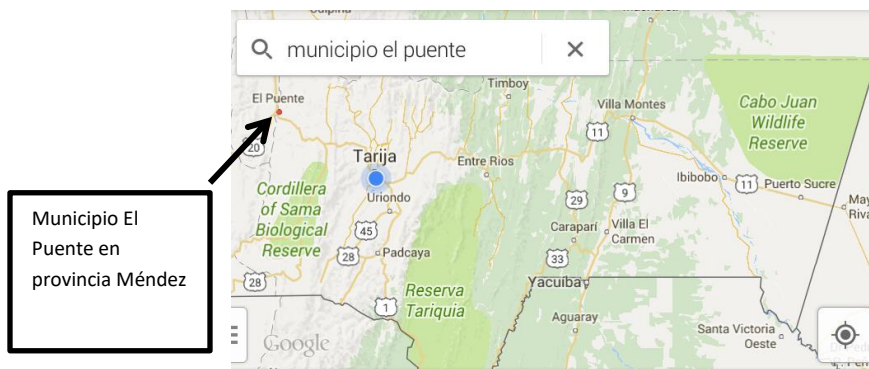 municipio el puente
Timboy
El Puente
Villa Montes
Cabo Juan
Wildlife
Reserve
11
20
Tarija
Entre Rios
Ibibobo
11
Puerto Sucre
Cordillera
of Sama
Biological
Reserve
Uriondo
29
9
45
Caraparí
Villa El
Carmen
28
Padcaya
33
28
Yacuiba
Reserva
Tariquia
1
Aguaray
Santa Victoria
Oeste
Google
Municipio El
Puente en
provincia Méndez